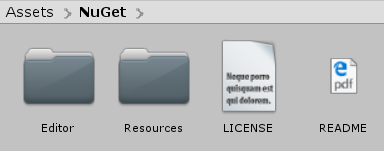 Assets > NuGet >
Neque porro
quisquam est
qui dolorem.
e
pdf
Editor
Resources
LICENSE
README